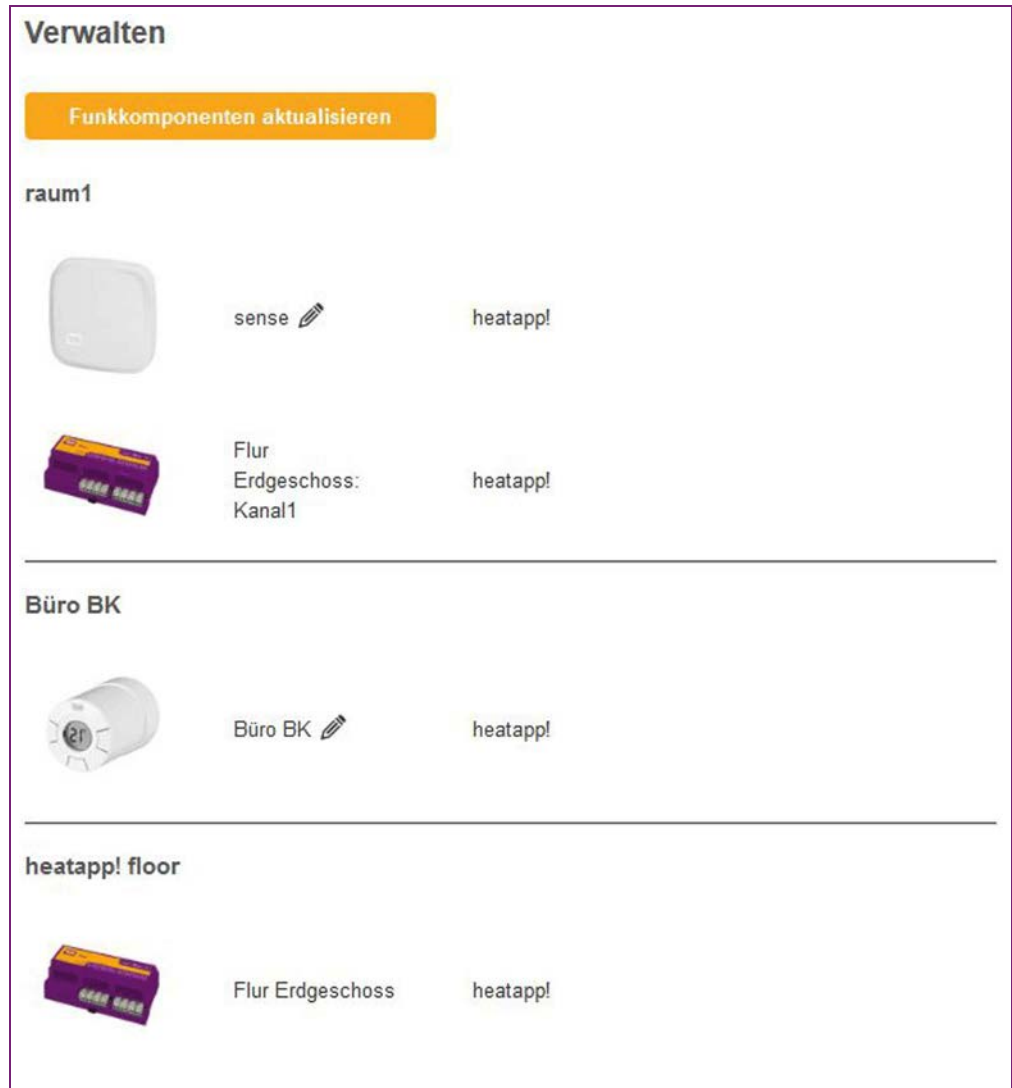 Verwalten
Funkkomponenten aktualisieren
raum1
sense
heatapp!
Flur
Erdgeschoss:
Kanal1
heatapp!
Büro BK
21°
Büro BK
heatapp!
heatapp! floor
Flur Erdgeschoss
heatapp!